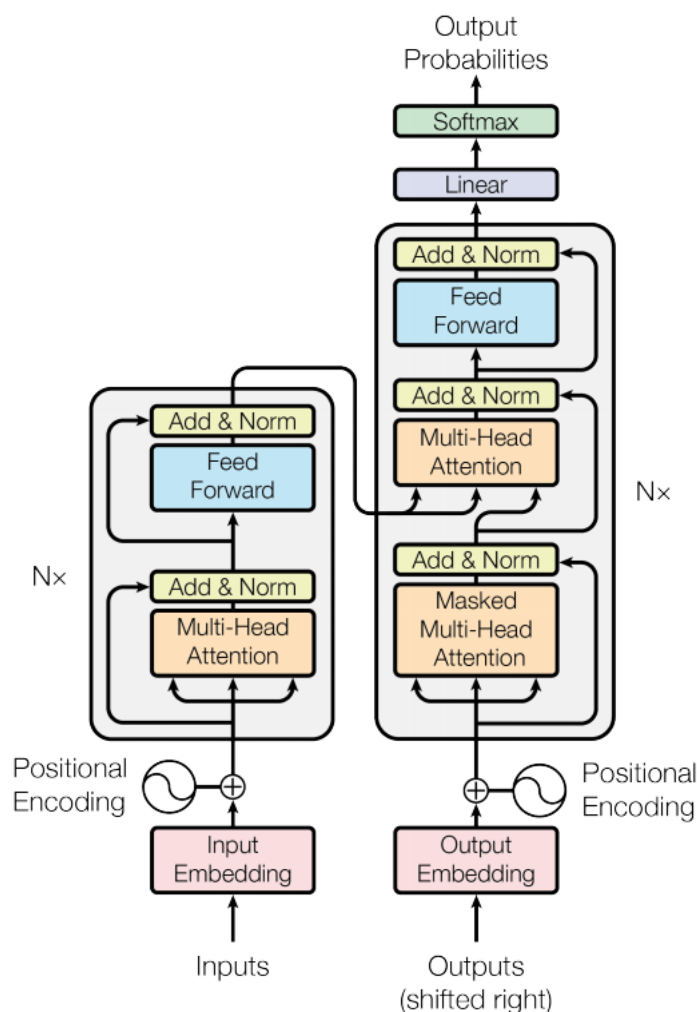 Output
Probabilities
Softmax
Linear
Add & Norm
Feed
Forward
Add & Norm
Multi-Head
Attention
Nx
Add & Norm
Masked
Multi-Head
Attention
Add & Norm
Feed
Forward
Nx
Add & Norm
Multi-Head
Attention
Positional
Encoding
Positional
Encoding
Input
Embedding
Output
Embedding
Inputs
Outputs
(shifted right)